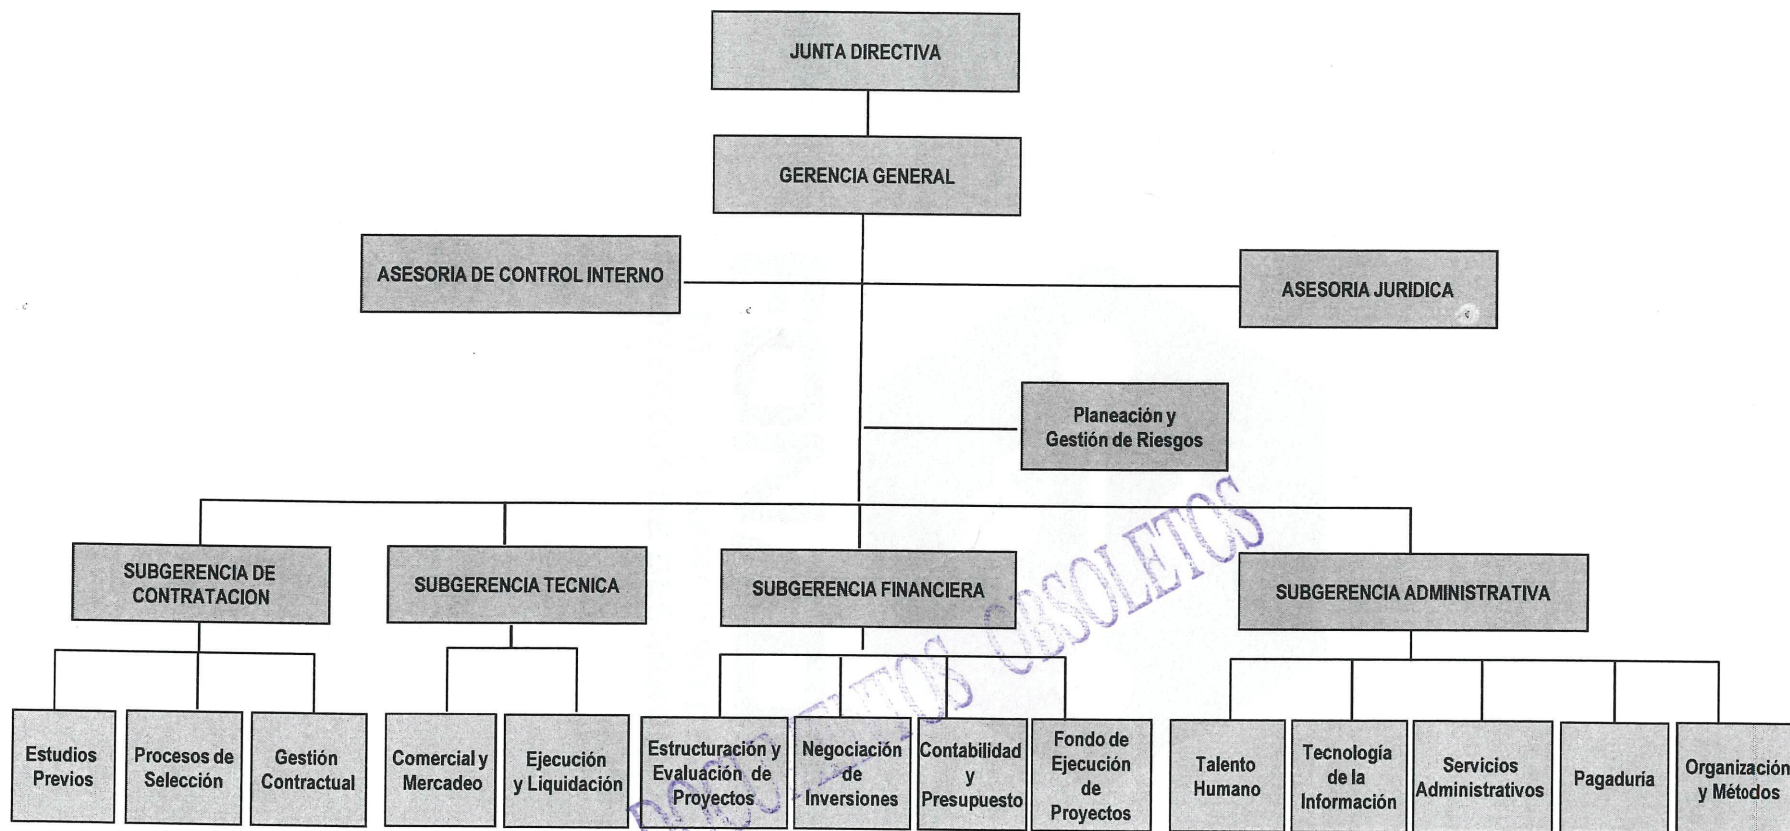 JUNTA DIRECTIVA
GERENCIA GENERAL
ASESORIA DE CONTROL INTERNO
ASESORIA JURIDICA
Planeación y
Gestión de Riesgos
SUBGERENCIA DE
CONTRATACION
SUBGERENCIA TECNICA
SUBGERENCIA FINANCIERA
SUBGERENCIA ADMINISTRATIVA
Estudios
Previos
Procesos de
Selección
Gestión
Contractual
Comercial y
Mercadeo
Ejecución
y Liquidación
Estructuración y
Evaluación de
Proyectos
Negociación
de
Inversiones
Contabilidad
y
Presupuesto
Fondo de
Ejecución
de
Proyectos
Talento
Humano
Tecnología
de la
Información
Servicios
Administrativos
Pagaduría
Organización
y Métodos
DOCUMENTOS OBSOLETOS